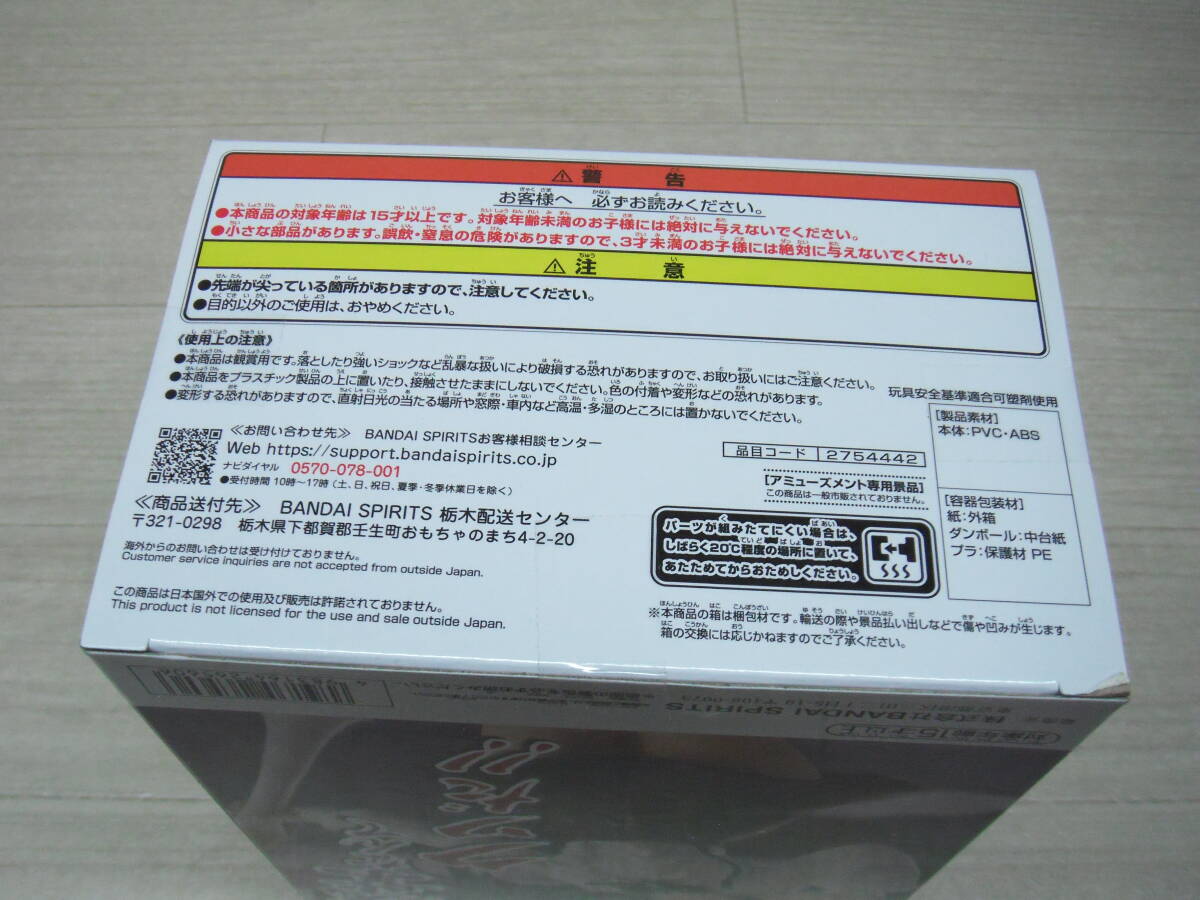 ⚠警告
お客様へ 必ずお読みください。
●本商品の対象年齢は15才以上です。対象年齢未満のお子様には絶対に与えないでください。
●小さな部品があります。誤飲・窒息の危険がありますので、3才未満のお子様には絶対に与えないでください。
⚠注意
●先端が尖っている箇所がありますので、注意してください。
●目的以外のご使用は、おやめください。
《使用上の注意》
●本商品は観賞用です。落としたり強いショックなど乱暴な扱いにより破損する恐れがありますので、お取り扱いにはご注意ください。
●本商品をプラスチック製品の上に置いたり、接触させたままにしないでください。色の付着や変形などの恐れがあります。
●変形する恐れがありますので、直射日光の当たる場所や窓際・車内など高温・多湿のところには置かないでください。
玩具安全基準適合可塑剤使用
≪お問い合わせ先≫ BANDAI SPIRITSお客様相談センター
Web https://support.bandaispirits.co.jp
ナビダイヤル 0570-078-001
●受付時間 10時~17時(土、日、祝日、夏季・冬季休業日を除く)
≪商品送付先≫ BANDAI SPIRITS 栃木配送センター
〒321-0298 栃木県下都賀郡壬生町おもちゃのまち4-2-20
海外からのお問い合わせは受け付けておりません。
Customer service inquiries are not accepted from outside Japan.
この商品は日本国外での使用及び販売は許諾されておりません。
This product is not licensed for the use and sale outside Japan.
品目コード 2754442
[アミューズメント専用景品]
この商品は一般市販されておりません。
パーツが組みたてにくい場合は、
しばらく20℃程度の場所に置いて、
あたためてからおためしください。
※本商品の箱は梱包材です。輸送の際や景品払い出しなどで傷や凹みが生じます。
箱の交換には応じかねますのでご了承ください。
[製品素材]
本体:PVC・ABS
[容器包装材]
紙:外箱
ダンボール:中台紙
プラ:保護材 PE
対象年齢15才以上
株式会社BANDAI SPIRITS